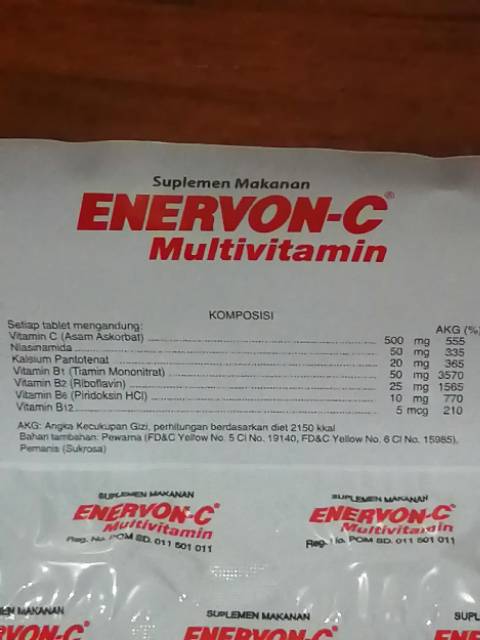 Suplemen Makanan
ENERVON-C®
Multivitamin
KOMPOSISI
Setiap tablet mengandung: AKG (%)
Vitamin C (Asam Askorbat) 500 mg 555
Niasinamida 50 mg 335
Kalsium Pantotenat 20 mg 365
Vitamin B1 (Tiamin Mononitrat) 50 mg 3570
Vitamin B2 (Riboflavin) 25 mg 1565
Vitamin B6 (Piridoksin HCl) 10 mg 770
Vitamin B12 5 mcg 210
AKG: Angka Kecukupan Gizi, perhitungan berdasarkan diet 2150 kkal
Bahan tambahan: Pewarna (FD&C Yellow No. 5 CI No. 19140, FD&C Yellow No. 6 CI No. 15985),
Pemanis (Sukrosa)
SUPLEMEN MAKANAN SUPLEMEN MAKANAN
ENERVON-C® ENERVON-C®
Multivitamin Multivitamin
Reg. No. POM SD. 011 501 011 Reg. No. POM SD. 011 501 011
EN MAKANAN SUPLEMEN MAKANAN SUPL
VON-C® ENERVON-C® ENE